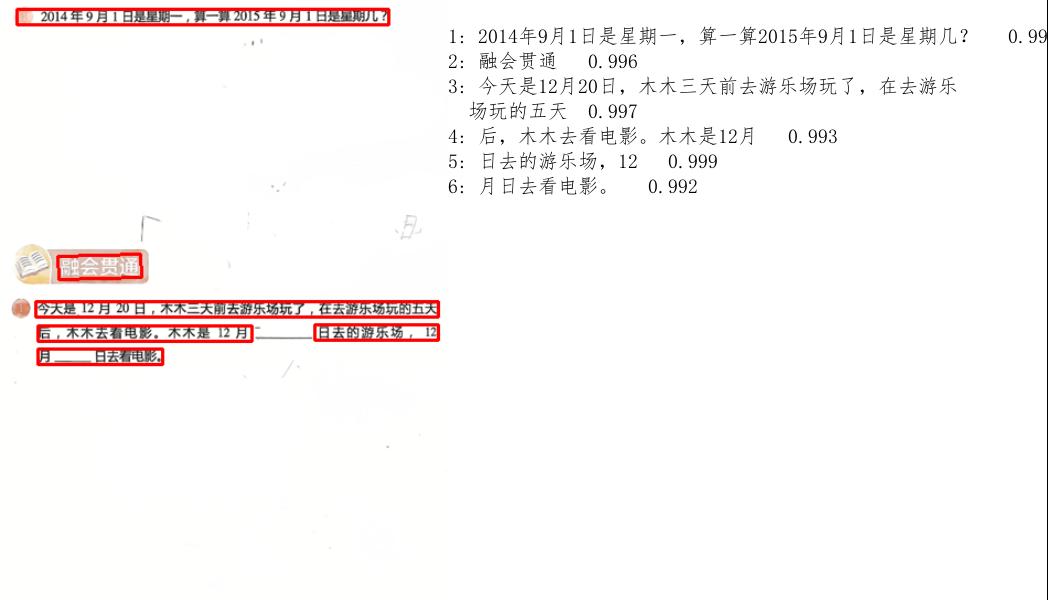 2014年9月1日是星期一，算一算2015年9月1日是星期几？
融会贯通
1 今天是 12 月 20 日，木木三天前去游乐场玩了，在去游乐场玩的五天
后，木木去看电影。木木是 12 月______日去的游乐场，12
月______日去看电影。
1: 2014年9月1日是星期一，算一算2015年9月1日是星期几？ 0.99
2: 融会贯通 0.996
3: 今天是12月20日，木木三天前去游乐场玩了，在去游乐
场玩的五天 0.997
4: 后，木木去看电影。木木是12月 0.993
5: 日去的游乐场，12 0.999
6: 月日去看电影。 0.992